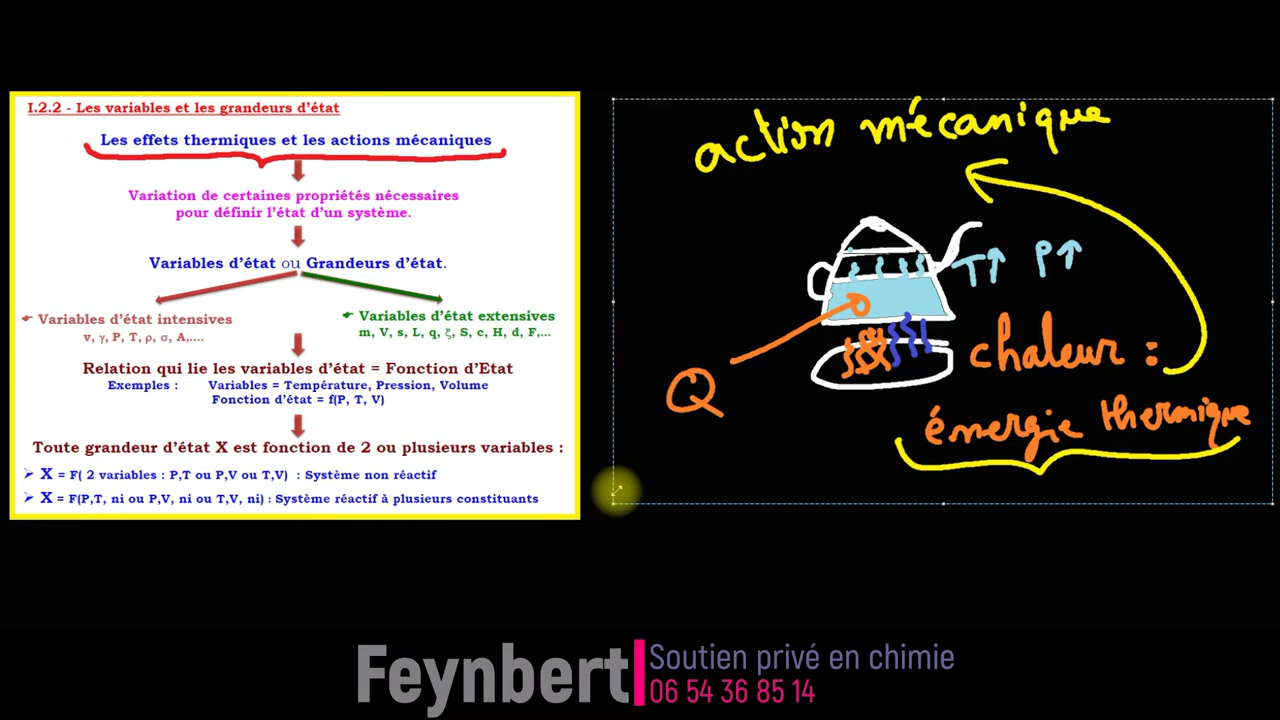 I.2.2 - Les variables et les grandeurs d'état
Les effets thermiques et les actions mécaniques
Variation de certaines propriétés nécessaires
pour définir l'état d'un système.
Variables d'état ou Grandeurs d'état.
Variables d'état intensives
v, γ, P, T, ρ, σ, A,....
Variables d'état extensives
m, V, s, L, q, ξ, S, c, H, d, F,...
Relation qui lie les variables d'état = Fonction d'Etat
Exemples : Variables = Température, Pression, Volume
Fonction d'état = f(P, T, V)
Toute grandeur d'état X est fonction de 2 ou plusieurs variables :
X = F( 2 variables : P,T ou P,V ou T,V) : Système non réactif
X = F(P,T, ni ou P,V, ni ou T,V, ni) : Système réactif à plusieurs constituants
action mécanique
T↑ P↑
chaleur :
Q
énergie thermique
Feynbert
Soutien privé en chimie
06 54 36 85 14